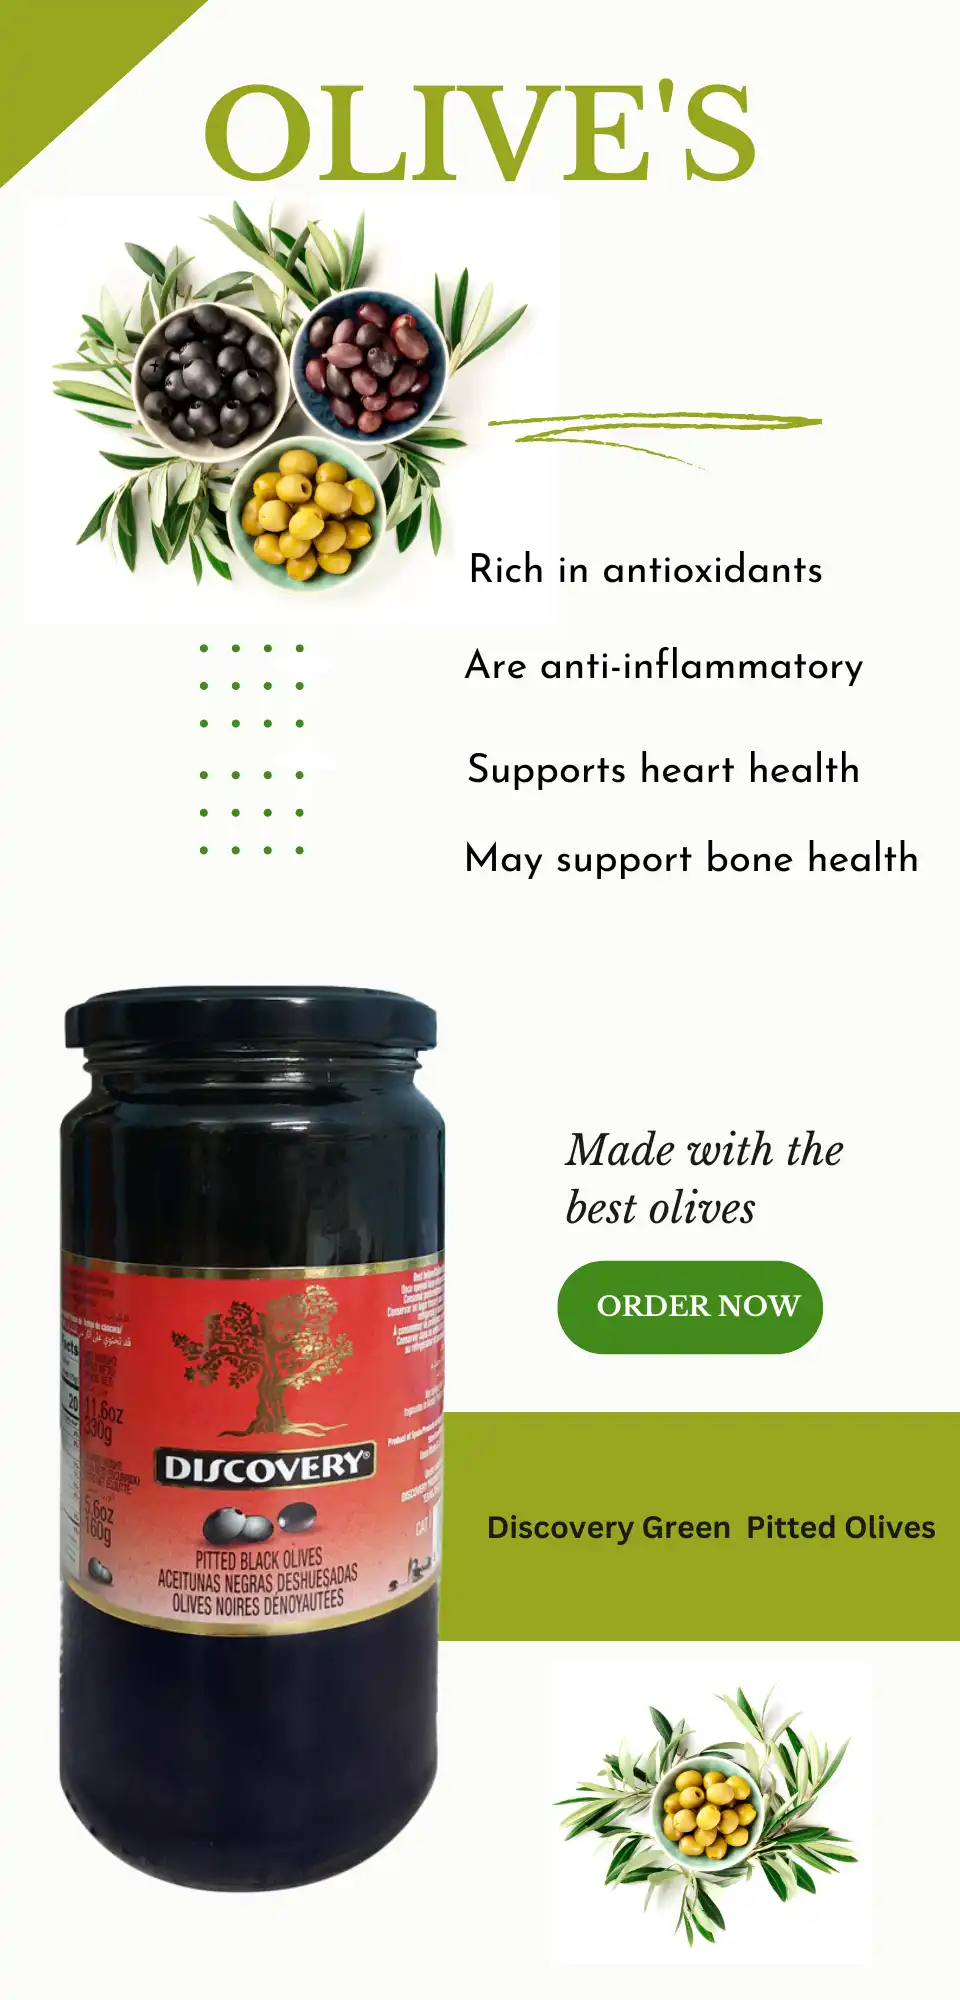 OLIVE'S
Rich in antioxidants
Are anti-inflammatory
Supports heart health
May support bone health
Made with the
best olives
ORDER NOW
Discovery Green Pitted Olives
11.6oz
330g
5.6oz
160g
20
DISCOVERY®
PITTED BLACK OLIVES
ACEITUNAS NEGRAS DESHUESADAS
OLIVES NOIRES DÉNOYAUTÉES
CAT